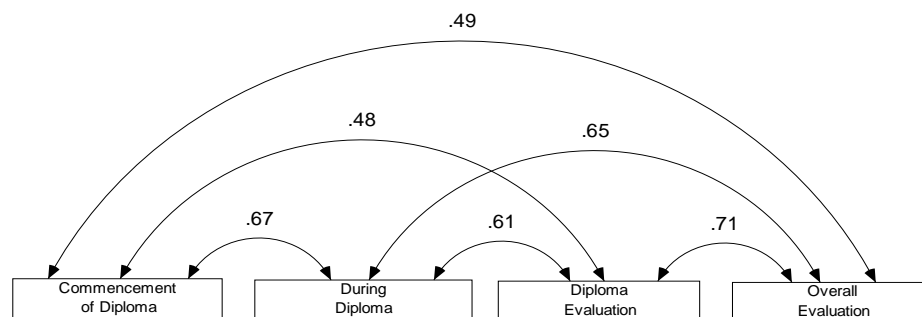 .49
.48
.65
.67
.61
.71
Commencement
of Diploma
During
Diploma
Diploma
Evaluation
Overall
Evaluation